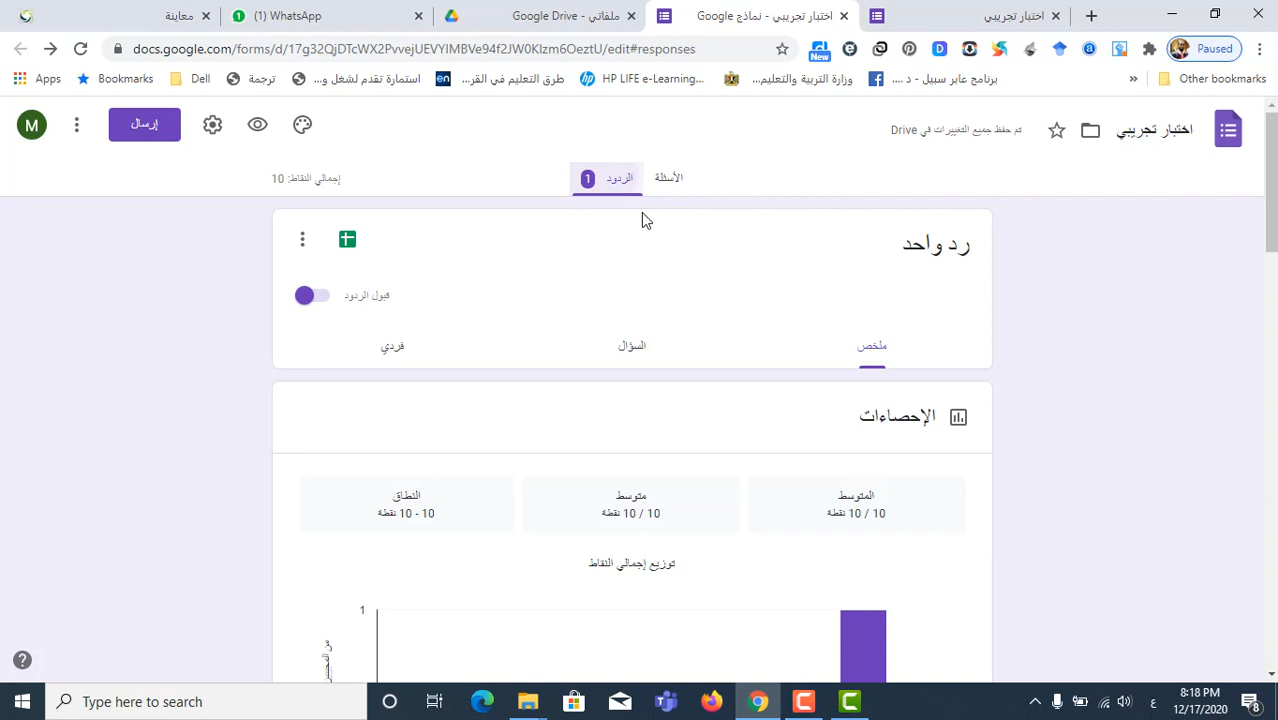 معاينة
(1) WhatsApp
ملفاتي - Google Drive
اختبار تجريبي - نماذج Google
اختبار تجريبي
docs.google.com/forms/d/17g32QjDTcWX2PvvejUEVYIMBVe94f2JW0Klzm6OeztU/edit#responses
New
Paused
Apps
Bookmarks
Dell
ترجمة
استمارة تقدم لشغل و...
en
طرق التعليم في القر...
HP LIFE e-Learning...
وزارة التربية والتعليم...
برنامج عابر سبيل - د ....
»
Other bookmarks
اختبار تجريبي
تم حفظ جميع التغييرات في Drive
إرسال
M
الأسئلة
الردود 1
إجمالي النقاط: 10
رد واحد
قبول الردود
ملخص
السؤال
فردي
الإحصاءات
المتوسط
10 / 10 نقطة
متوسط
10 / 10 نقطة
النطاق
10 - 10 نقطة
توزيع إجمالي النقاط
1
Type here to search
ع
8:18 PM
12/17/2020
8